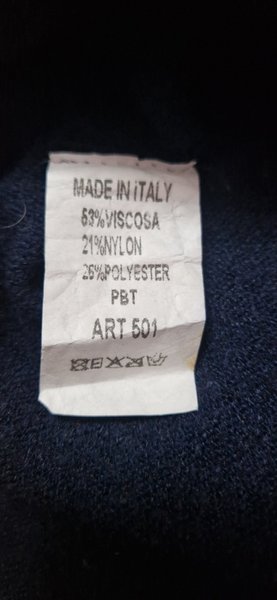 MADE IN iTALY
53%VISCOSA
21%NYLON
26%POLYESTER
PBT
ART 501